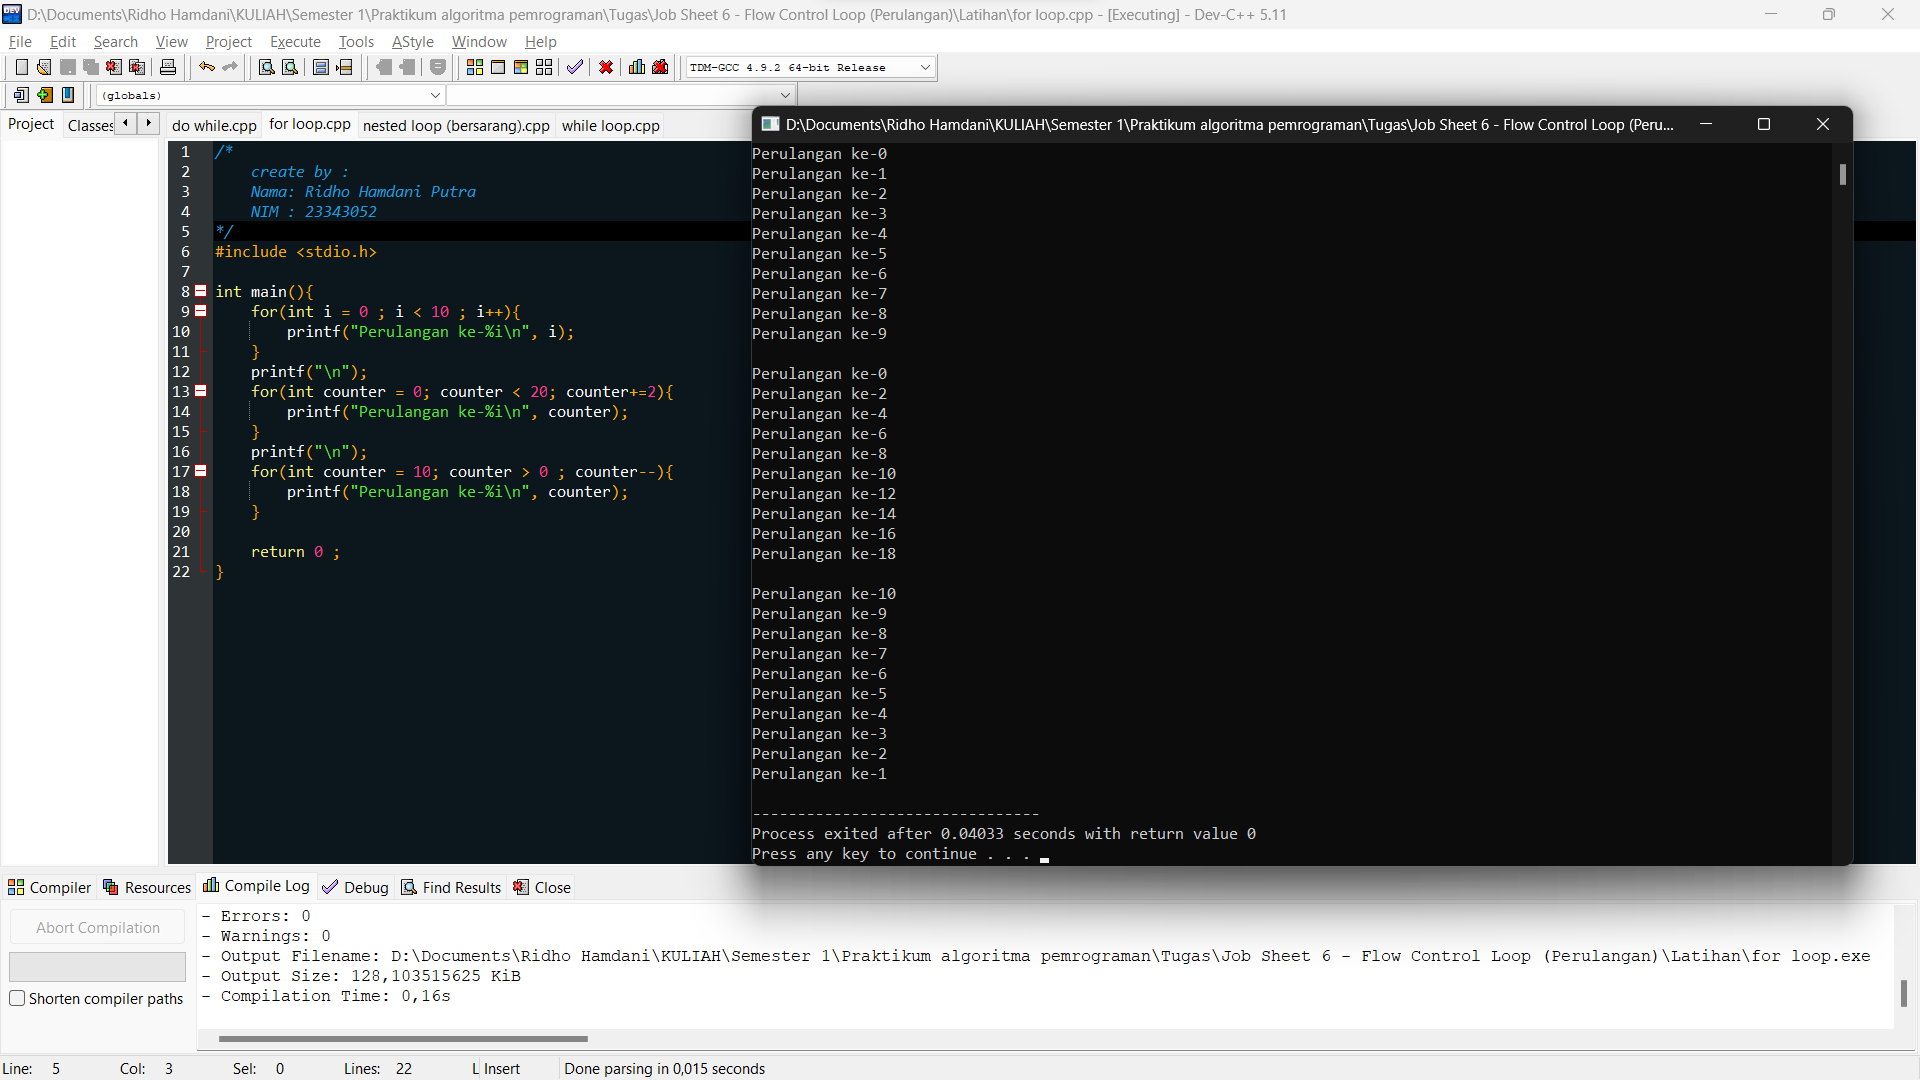 D:\Documents\Ridho Hamdani\KULIAH\Semester 1\Praktikum algoritma pemrograman\Tugas\Job Sheet 6 - Flow Control Loop (Perulangan)\Latihan\for loop.cpp - [Executing] - Dev-C++ 5.11
File Edit Search View Project Execute Tools AStyle Window Help
TDM-GCC 4.9.2 64-bit Release
(globals)
Project Classes do while.cpp for loop.cpp nested loop (bersarang).cpp while loop.cpp
1 /*
2 create by :
3 Nama: Ridho Hamdani Putra
4 NIM : 23343052
5 */
6 #include <stdio.h>
7
8 int main(){
9 for(int i = 0 ; i < 10 ; i++){
10 printf("Perulangan ke-%i\n", i);
11 }
12 printf("\n");
13 for(int counter = 0; counter < 20; counter+=2){
14 printf("Perulangan ke-%i\n", counter);
15 }
16 printf("\n");
17 for(int counter = 10; counter > 0 ; counter--){
18 printf("Perulangan ke-%i\n", counter);
19 }
20
21 return 0 ;
22 }
D:\Documents\Ridho Hamdani\KULIAH\Semester 1\Praktikum algoritma pemrograman\Tugas\Job Sheet 6 - Flow Control Loop (Peru...
Perulangan ke-0
Perulangan ke-1
Perulangan ke-2
Perulangan ke-3
Perulangan ke-4
Perulangan ke-5
Perulangan ke-6
Perulangan ke-7
Perulangan ke-8
Perulangan ke-9
Perulangan ke-0
Perulangan ke-2
Perulangan ke-4
Perulangan ke-6
Perulangan ke-8
Perulangan ke-10
Perulangan ke-12
Perulangan ke-14
Perulangan ke-16
Perulangan ke-18
Perulangan ke-10
Perulangan ke-9
Perulangan ke-8
Perulangan ke-7
Perulangan ke-6
Perulangan ke-5
Perulangan ke-4
Perulangan ke-3
Perulangan ke-2
Perulangan ke-1
--------------------------------
Process exited after 0.04033 seconds with return value 0
Press any key to continue . . .
Compiler Resources Compile Log Debug Find Results Close
Abort Compilation
Shorten compiler paths
- Errors: 0
- Warnings: 0
- Output Filename: D:\Documents\Ridho Hamdani\KULIAH\Semester 1\Praktikum algoritma pemrograman\Tugas\Job Sheet 6 - Flow Control Loop (Perulangan)\Latihan\for loop.exe
- Output Size: 128,103515625 KiB
- Compilation Time: 0,16s
Line: 5 Col: 3 Sel: 0 Lines: 22 L Insert Done parsing in 0,015 seconds